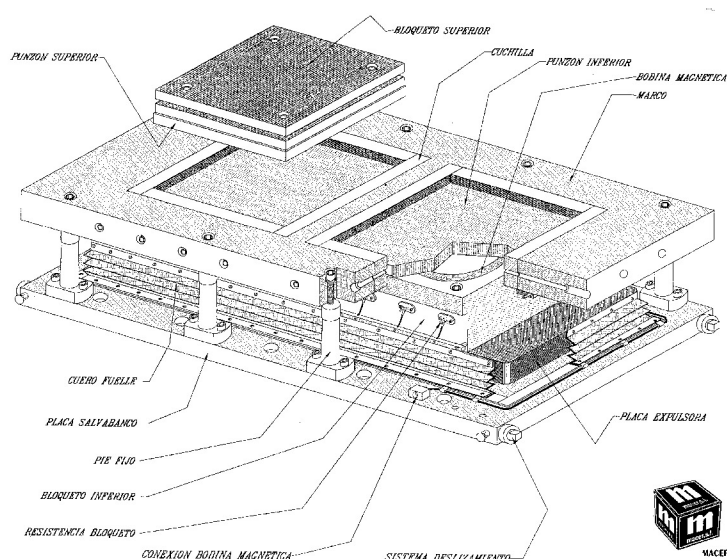 BLOQUETO SUPERIOR
CUCHILLA
PUNZON SUPERIOR
PUNZON INFERIOR
BOBINA MAGNETICA
MARCO
CUERO FUELLE
PLACA SALVABANCO
PLACA EXPULSORA
PIE FIJO
BLOQUETO INFERIOR
RESISTENCIA BLOQUETO
CONEXION BOBINA MAGNETICA
SISTEMA DESLIZAMIENTO